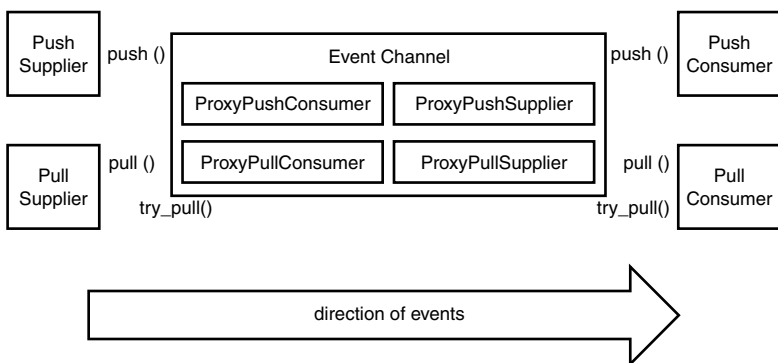 Push
Supplier
push ()
Event Channel
push ()
Push
Consumer
ProxyPushConsumer
ProxyPushSupplier
Pull
Supplier
pull ()
ProxyPullConsumer
ProxyPullSupplier
pull ()
Pull
Consumer
try_pull()
try_pull()
direction of events